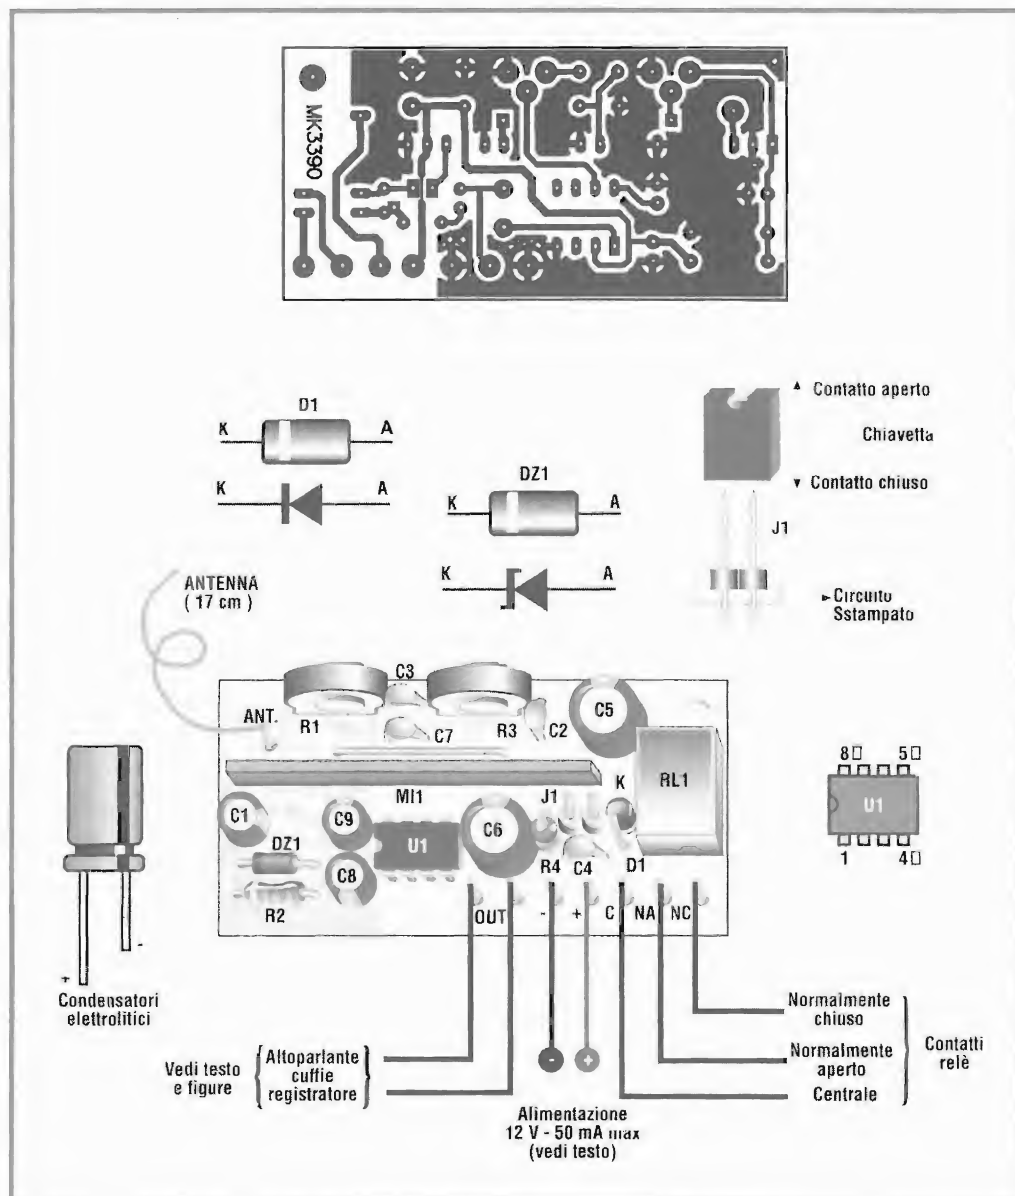 MK3390
D1
K A
K A
DZ1
K A
K A
Contatto aperto
Chiavetta
Contatto chiuso
J1
Circuito
Sstampato
ANTENNA
( 17 cm )
ANT.
R1
C3
C7
R3
C2
C5
RL1
MI1
J1
K
C1
C9
U1
C6
DZ1
C8
R4
C4
D1
R2
OUT - + C NA NC
8 5
U1
1 4
+ -
Condensatori
elettrolitici
Vedi testo
e figure
Altoparlante
cuffie
registratore
- +
Alimentazione
12 V - 50 mA max
(vedi testo)
Normalmente
chiuso
Normalmente
aperto
Centrale
Contatti
relè